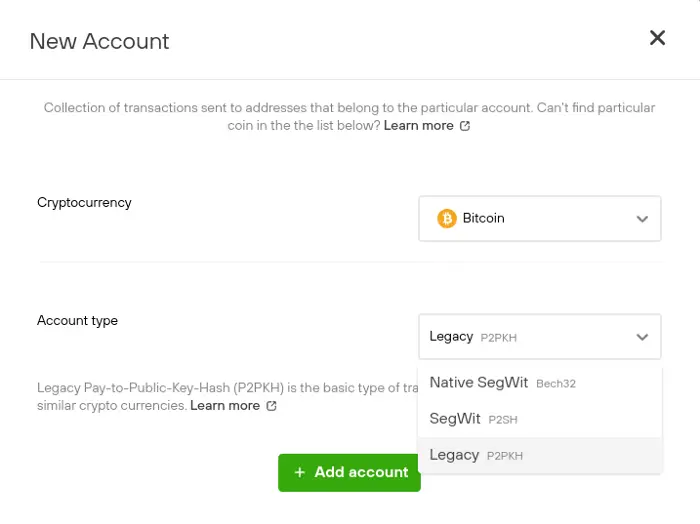 New Account
Collection of transactions sent to addresses that belong to the particular account. Can't find particular
coin in the the list below? Learn more
Cryptocurrency
Bitcoin
Account type
Legacy P2PKH
Native SegWit Bech32
SegWit P2SH
Legacy P2PKH
Legacy Pay-to-Public-Key-Hash (P2PKH) is the basic type of
similar crypto currencies. Learn more
+ Add account